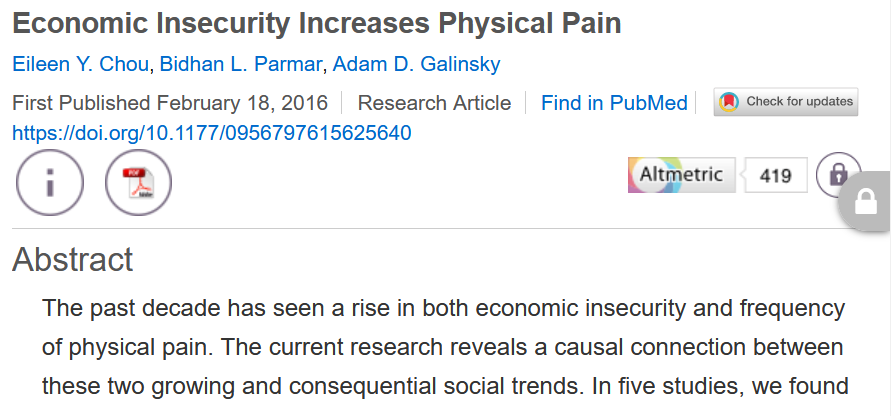 Economic Insecurity Increases Physical Pain
Eileen Y. Chou, Bidhan L. Parmar, Adam D. Galinsky
First Published February 18, 2016 | Research Article | Find in PubMed | Check for updates
https://doi.org/10.1177/0956797615625640
i PDF Adobe Altmetric 419
Abstract
The past decade has seen a rise in both economic insecurity and frequency
of physical pain. The current research reveals a causal connection between
these two growing and consequential social trends. In five studies, we found